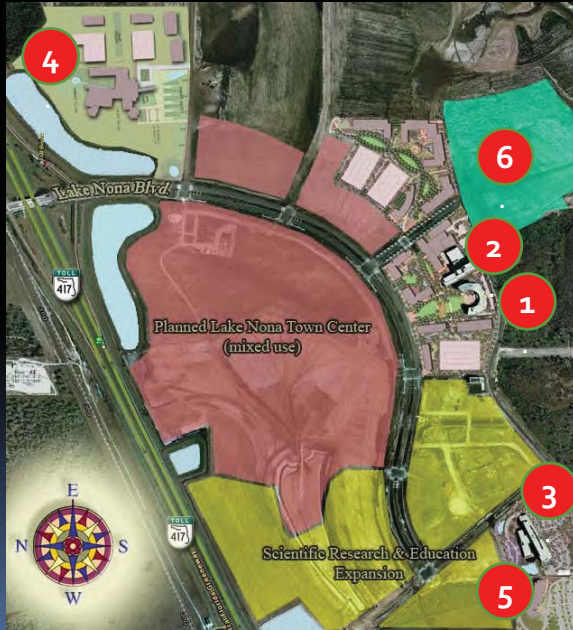 4
6
Lake Nona Blvd.
2
TOLL
417
1
Planned Lake Nona Town Center
(mixed use)
3
E
TOLL
417
N
S
Scientific Research & Education
Expansion
W
5